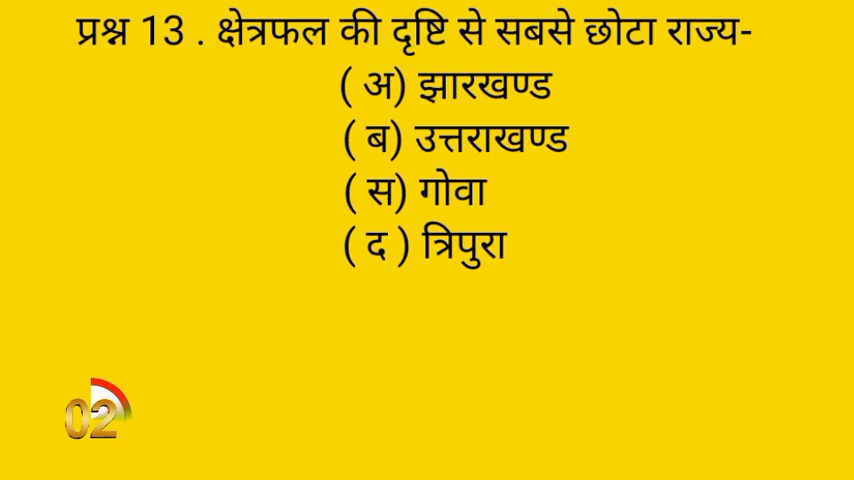 प्रश्न 13 . क्षेत्रफल की दृष्टि से सबसे छोटा राज्य-
( अ) झारखण्ड
( ब) उत्तराखण्ड
( स) गोवा
( द ) त्रिपुरा
02